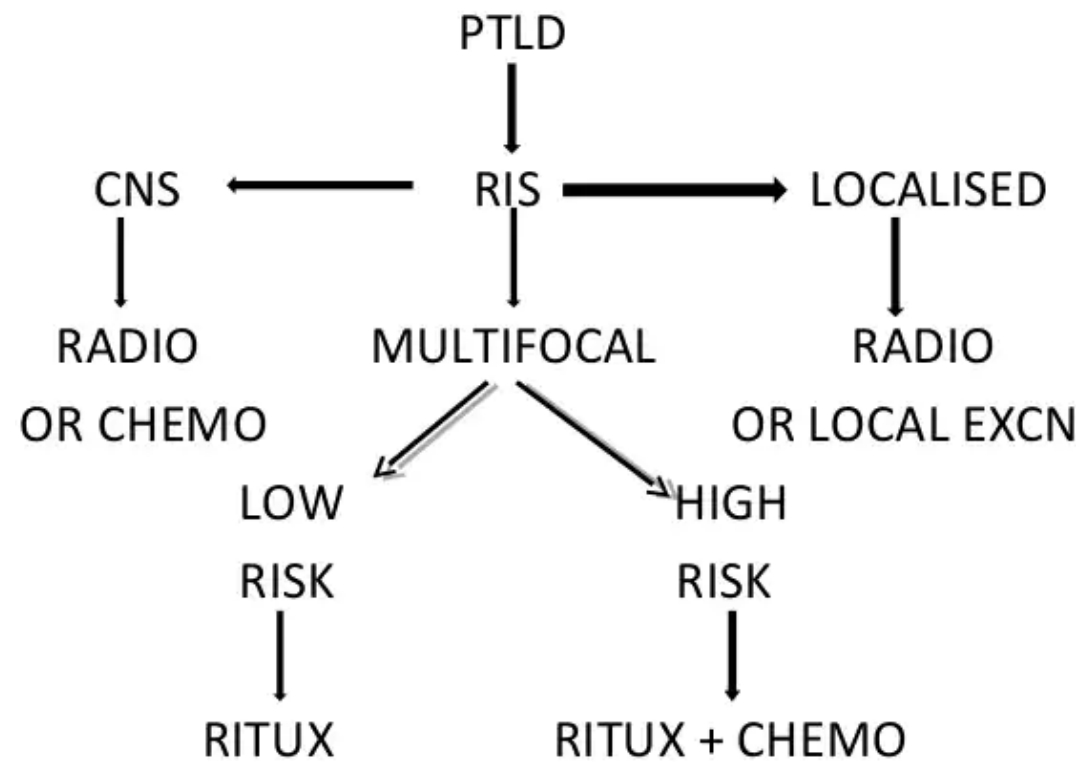 PTLD
CNS
RIS
LOCALISED
RADIO
OR CHEMO
MULTIFOCAL
RADIO
OR LOCAL EXCN
LOW
RISK
HIGH
RISK
RITUX
RITUX + CHEMO